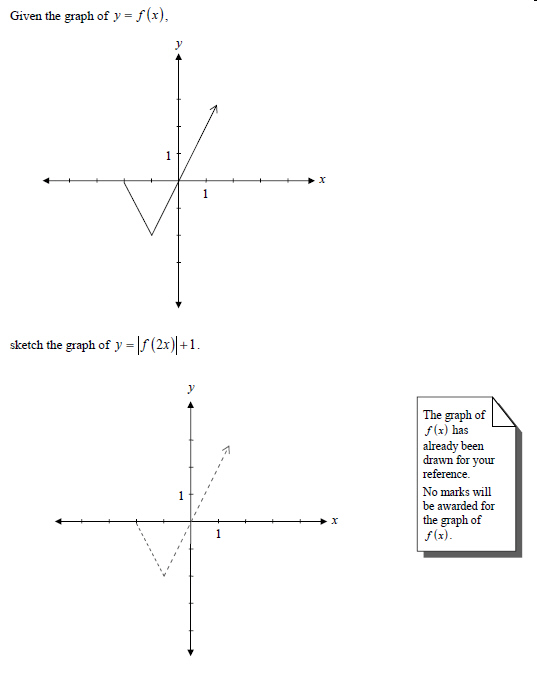 Given the graph of y = f(x),
y
1
x
1
sketch the graph of y = |f(2x)| + 1.
y
1
x
1
The graph of
f(x) has
already been
drawn for your
reference.
No marks will
be awarded for
the graph of
f(x).